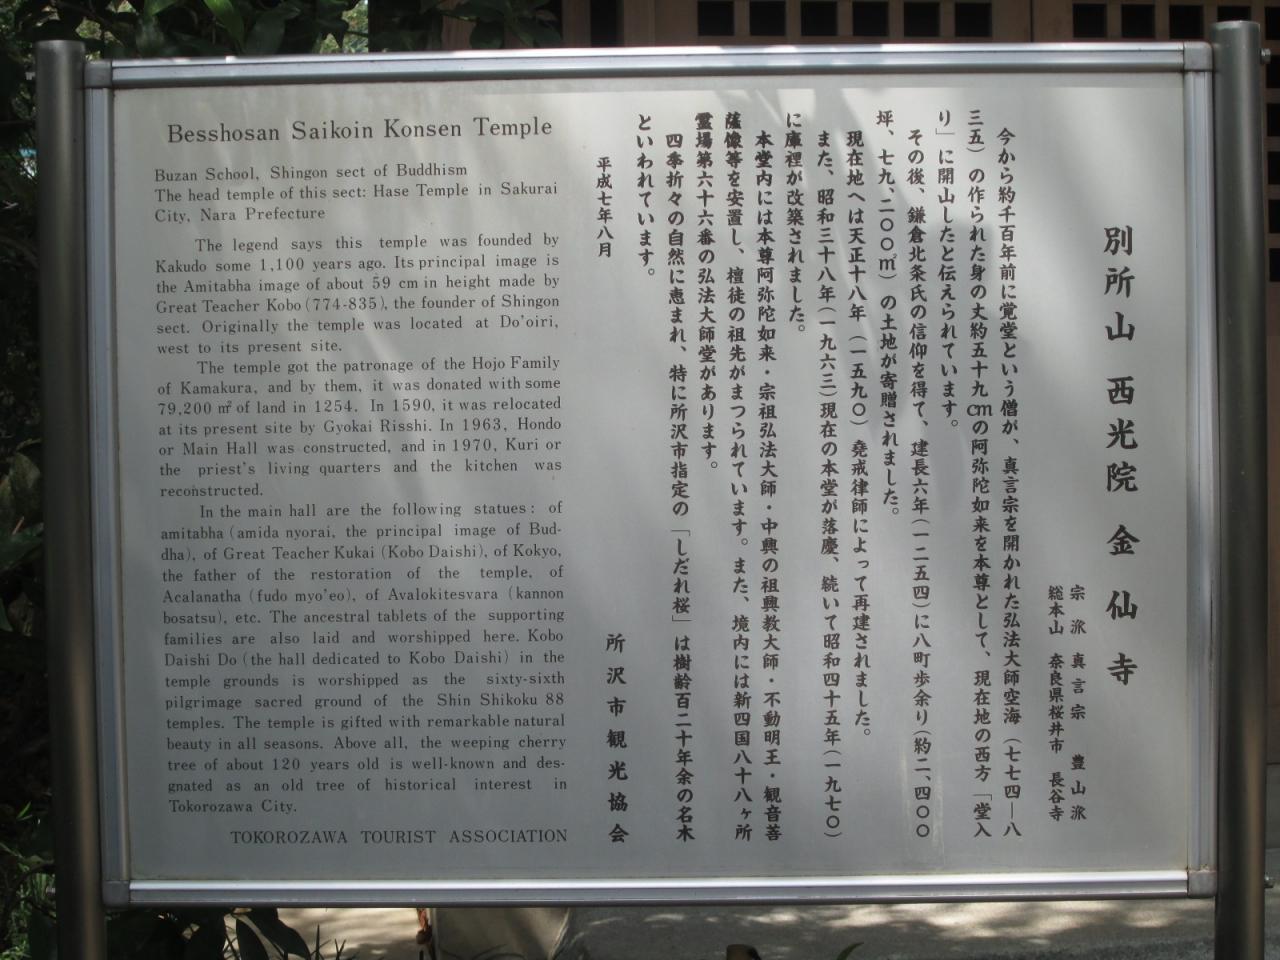 Besshosan Saikoin Konsen Temple
Buzan School, Shingon sect of Buddhism
The head temple of this sect: Hase Temple in Sakurai
City, Nara Prefecture
The legend says this temple was founded by
Kakudo some 1,100 years ago. Its principal image is
the Amitabha image of about 59 cm in height made by
Great Teacher Kobo (774-835), the founder of Shingon
sect. Originally the temple was located at Do'oiri,
west to its present site.
The temple got the patronage of the Hojo Family
of Kamakura, and by them, it was donated with some
79,200 ㎡ of land in 1254. In 1590, it was relocated
at its present site by Gyokai Risshi. In 1963, Hondo
or Main Hall was constructed, and in 1970, Kuri or
the priest's living quarters and the kitchen was
reconstructed.
In the main hall are the following statues: of
amitabha (amida nyorai, the principal image of Bud-
dha), of Great Teacher Kukai (Kobo Daishi), of Kokyo,
the father of the restoration of the temple, of
Acalanatha (fudo myo'eo), of Avalokitesvara (kannon
bosatsu), etc. The ancestral tablets of the supporting
families are also laid and worshipped here. Kobo
Daishi Do (the hall dedicated to Kobo Daishi) in the
temple grounds is worshipped as the sixty-sixth
pilgrimage sacred ground of the Shin Shikoku 88
temples. The temple is gifted with remarkable natural
beauty in all seasons. Above all, the weeping cherry
tree of about 120 years old is well-known and des-
gnated as an old tree of historical interest in
Tokorozawa City.
TOKOROZAWA TOURIST ASSOCIATION
別所山 西光院 金仙寺
宗派 真言宗 豊山派
総本山 奈良県桜井市 長谷寺
今から約千百年前に覚堂という僧が、真言宗を開かれた弘法大師空海（七七四―八
三五）の作られた身の丈約五十九cmの阿弥陀如来を本尊として、現在地の西方「堂入
り」に開山したと伝えられています。
その後、鎌倉北条氏の信仰を得て、建長六年（一二五四）に八町歩余り（約二、四〇〇
坪、七九、二〇〇㎡）の土地が寄贈されました。
現在地へは天正十八年（一五九〇）堯戒律師によって再建されました。
また、昭和三十八年（一九六三）現在の本堂が落慶、続いて昭和四十五年（一九七〇）
に庫裡が改築されました。
本堂内には本尊阿弥陀如来・宗祖弘法大師・中興の祖興教大師・不動明王・観音菩
薩像等を安置し、檀徒の祖先がまつられています。また、境内には新四国八十八ヶ所
霊場第六十六番の弘法大師堂があります。
四季折々の自然に恵まれ、特に所沢市指定の「しだれ桜」は樹齢百二十年余の名木
といわれています。
平成七年八月
所沢市観光協会